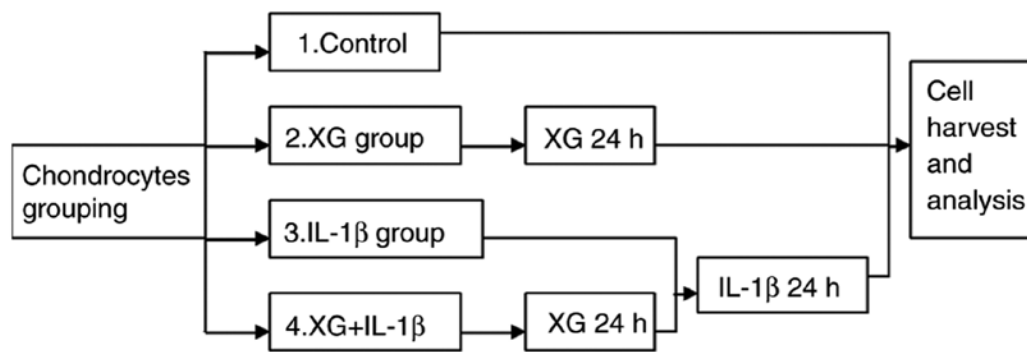 Chondrocytes
grouping
1.Control
2.XG group
XG 24 h
3.IL-1β group
4.XG+IL-1β
XG 24 h
IL-1β 24 h
Cell
harvest
and
analysis